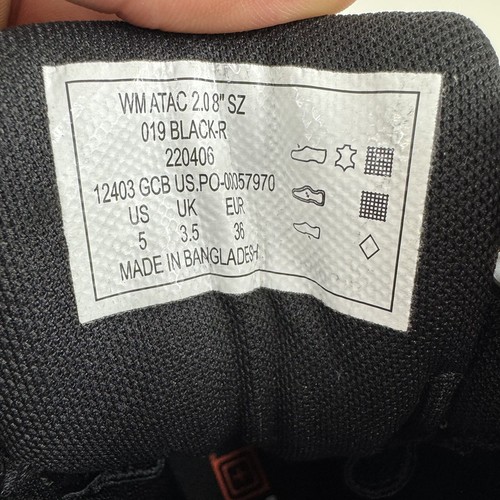 WM ATAC 2.0 8" SZ
019 BLACK-R
220406
12403 GCB US.PO-00057970
US UK EUR
5 3.5 36
MADE IN BANGLADESH